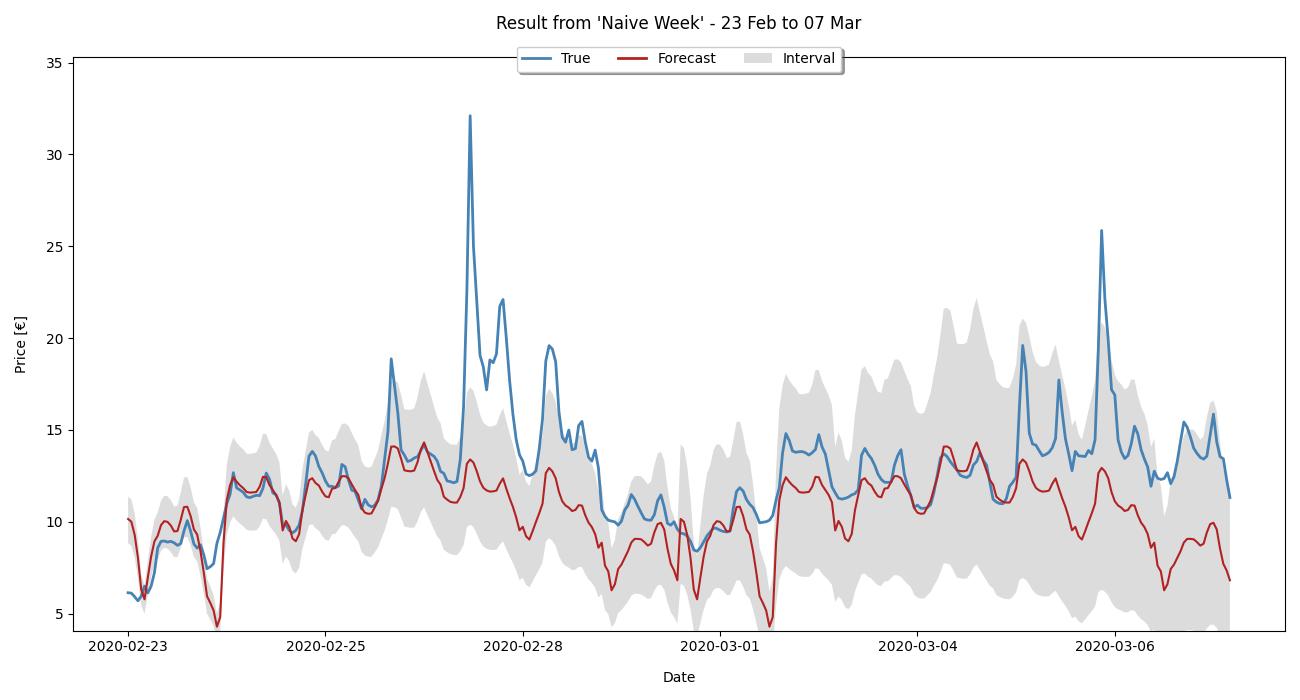 Result from 'Naive Week' - 23 Feb to 07 Mar
True Forecast Interval
35
30
25
20
15
10
5
Price [€]
2020-02-23 2020-02-25 2020-02-28 2020-03-01 2020-03-04 2020-03-06
Date